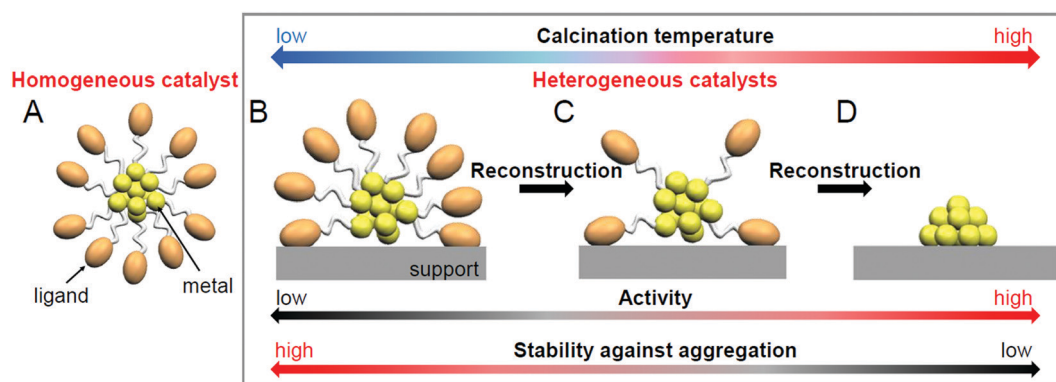 low Calcination temperature high
Homogeneous catalyst
Heterogeneous catalysts
A
B
C
D
Reconstruction
Reconstruction
ligand
metal
support
low Activity high
high Stability against aggregation low